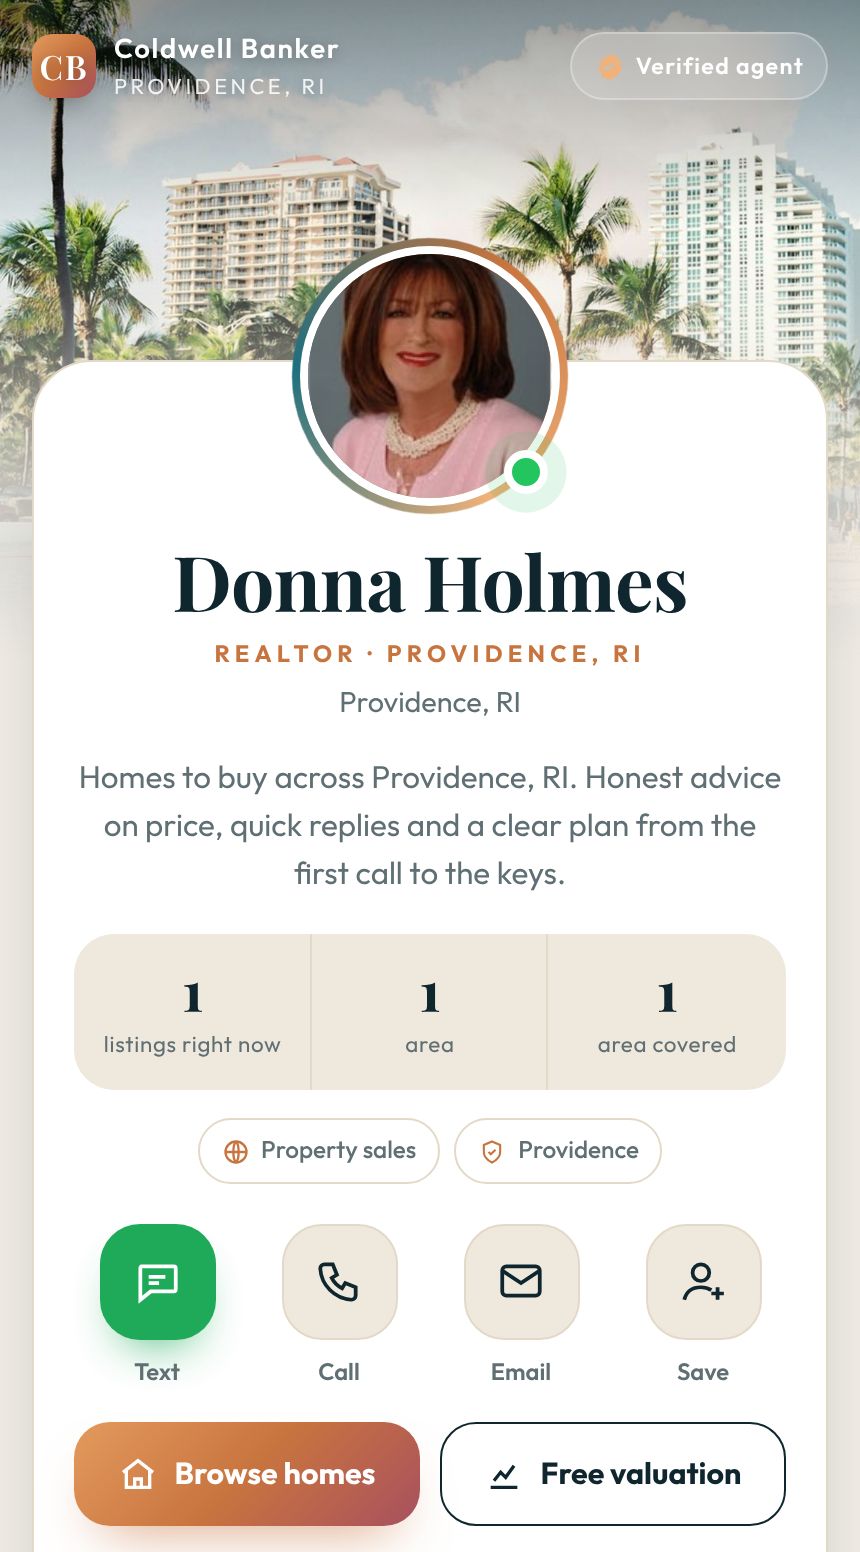 CB
Coldwell Banker
PROVIDENCE, RI
Verified agent
Donna Holmes
REALTOR · PROVIDENCE, RI
Providence, RI
Homes to buy across Providence, RI. Honest advice
on price, quick replies and a clear plan from the
first call to the keys.
1
listings right now
1
area
1
area covered
Property sales
Providence
Text
Call
Email
Save
Browse homes
Free valuation